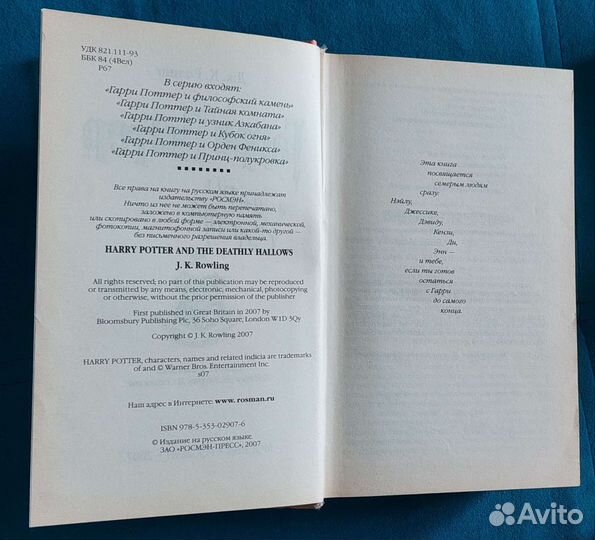 УДК 821.111-93
ББК 84 (4Вел)
Р67
В серию входят:
«Гарри Поттер и философский камень»
«Гарри Поттер и Тайная комната»
«Гарри Поттер и узник Азкабана»
«Гарри Поттер и Кубок огня»
«Гарри Поттер и Орден Феникса»
«Гарри Поттер и Принц-полукровка»
Все права на книгу на русском языке принадлежат
издательству «РОСМЭН».
Ничто из нее не может быть перепечатано,
заложено в компьютерную память
или скопировано в любой форме — электронной, механической,
фотокопии, магнитофонной записи или какой-то другой —
без письменного разрешения владельца.
HARRY POTTER AND THE DEATHLY HALLOWS
J. K. Rowling
All rights reserved; no part of this publication may be reproduced
or transmitted by any means, electronic, mechanical, photocopying
or otherwise, without the prior permission of the publisher
First published in Great Britain in 2007 by
Bloomsbury Publishing Plc, 36 Soho Square, London W1D 3Qy
Copyright © J. K. Rowling 2007
HARRY POTTER, characters, names and related indicia are trademarks
of and © Warner Bros. Entertainment Inc.
s07
Наш адрес в Интернете: www.rosman.ru
ISBN 978-5-353-02907-6
© Издание на русском языке.
ЗАО «РОСМЭН-ПРЕСС», 2007
Эта книга
посвящается
семерым людям
сразу:
Нэйлу,
Джессике,
Дэвиду,
Кензи,
Ди,
Энн —
и тебе,
если ты готов
остаться
с Гарри
до самого
конца.
Avito